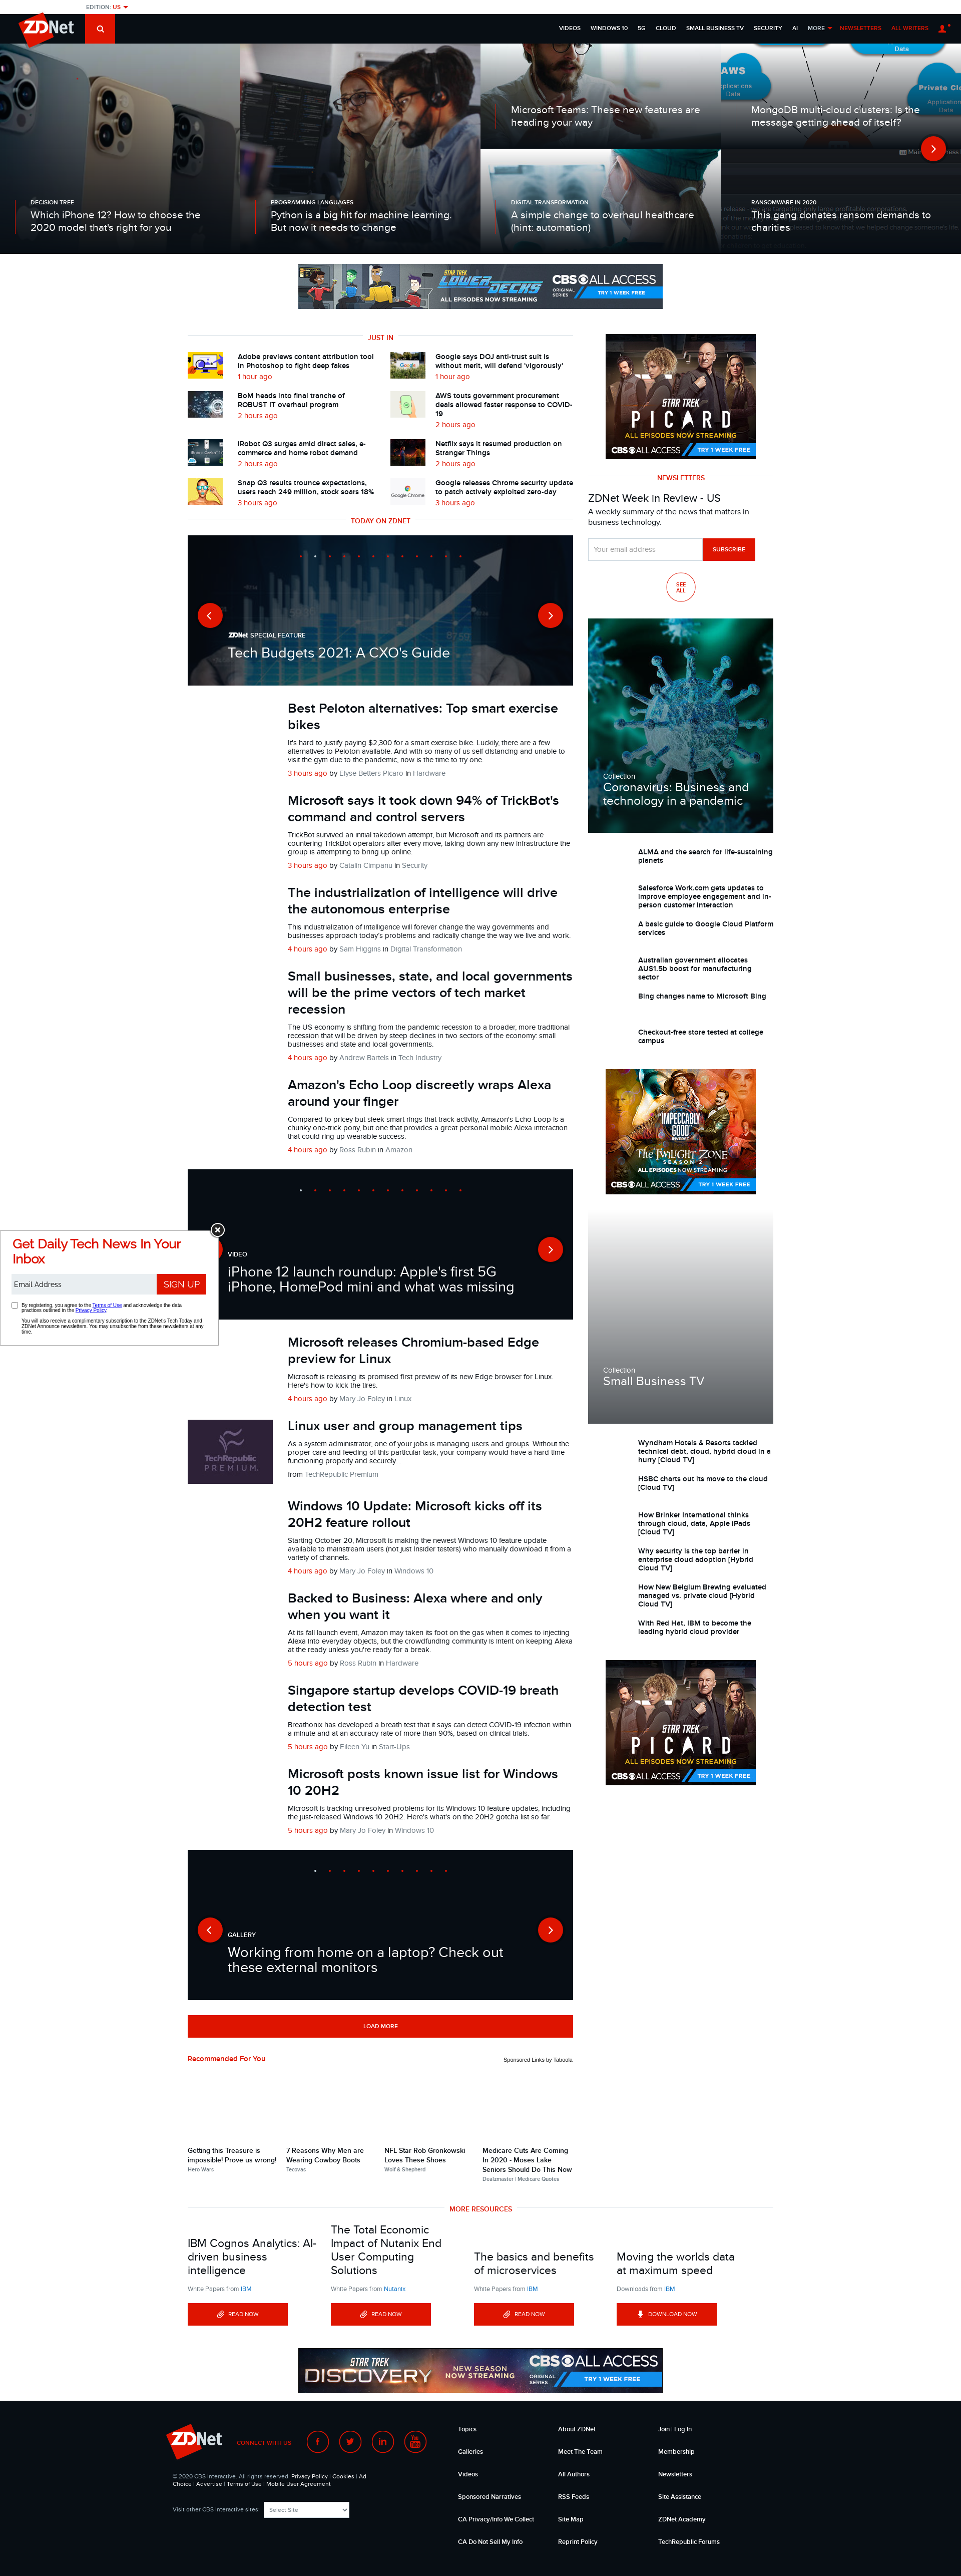 EDITION: US
ZDNet
VIDEOS
WINDOWS 10
5G
CLOUD
SMALL BUSINESS TV
SECURITY
AI
MORE
NEWSLETTERS
ALL WRITERS
DECISION TREE
Which iPhone 12? How to choose the
2020 model that's right for you
PROGRAMMING LANGUAGES
Python is a big hit for machine learning.
But now it needs to change
Microsoft Teams: These new features are
heading your way
DIGITAL TRANSFORMATION
A simple change to overhaul healthcare
(hint: automation)
Data
AWS
Data
Private Clo
Application
Data
MongoDB multi-cloud clusters: Is the
message getting ahead of itself?
RANSOMWARE IN 2020
This gang donates ransom demands to
charities
STAR TREK
LOWER DECKS
ALL EPISODES NOW STREAMING
CBS ALL ACCESS
ORIGINAL SERIES
TRY 1 WEEK FREE
JUST IN
Adobe previews content attribution tool
in Photoshop to fight deep fakes
1 hour ago
Google says DOJ anti-trust suit is
without merit, will defend 'vigorously'
1 hour ago
BoM heads into final tranche of
ROBUST IT overhaul program
2 hours ago
AWS touts government procurement
deals allowed faster response to COVID-
19
2 hours ago
iRobot Q3 surges amid direct sales, e-
commerce and home robot demand
2 hours ago
Netflix says it resumed production on
Stranger Things
2 hours ago
Snap Q3 results trounce expectations,
users reach 249 million, stock soars 18%
3 hours ago
Google Chrome
Google releases Chrome security update
to patch actively exploited zero-day
3 hours ago
TODAY ON ZDNET
ZDNet SPECIAL FEATURE
Tech Budgets 2021: A CXO's Guide
Best Peloton alternatives: Top smart exercise
bikes
It's hard to justify paying $2,300 for a smart exercise bike. Luckily, there are a few
alternatives to Peloton available. And with so many of us self distancing and unable to
visit the gym due to the pandemic, now is the time to try one.
3 hours ago by Elyse Betters Picaro in Hardware
Microsoft says it took down 94% of TrickBot's
command and control servers
TrickBot survived an initial takedown attempt, but Microsoft and its partners are
countering TrickBot operators after every move, taking down any new infrastructure the
group is attempting to bring up online.
3 hours ago by Catalin Cimpanu in Security
The industrialization of intelligence will drive
the autonomous enterprise
This industrialization of intelligence will forever change the way governments and
businesses approach today's problems and radically change the way we live and work.
4 hours ago by Sam Higgins in Digital Transformation
Small businesses, state, and local governments
will be the prime vectors of tech market
recession
The US economy is shifting from the pandemic recession to a broader, more traditional
recession that will be driven by steep declines in two sectors of the economy: small
businesses and state and local governments.
4 hours ago by Andrew Bartels in Tech Industry
Amazon's Echo Loop discreetly wraps Alexa
around your finger
Compared to pricey but sleek smart rings that track activity, Amazon's Echo Loop is a
chunky one-trick pony, but one that provides a great personal mobile Alexa interaction
that could ring up wearable success.
4 hours ago by Ross Rubin in Amazon
VIDEO
iPhone 12 launch roundup: Apple's first 5G
iPhone, HomePod mini and what was missing
Get Daily Tech News In Your
Inbox
Email Address
SIGN UP
By registering, you agree to the Terms of Use and acknowledge the data
practices outlined in the Privacy Policy.
You will also receive a complimentary subscription to the ZDNet's Tech Today and
ZDNet Announce newsletters. You may unsubscribe from these newsletters at any
time.
Microsoft releases Chromium-based Edge
preview for Linux
Microsoft is releasing its promised first preview of its new Edge browser for Linux.
Here's how to kick the tires.
4 hours ago by Mary Jo Foley in Linux
TechRepublic
PREMIUM
Linux user and group management tips
As a system administrator, one of your jobs is managing users and groups. Without the
proper care and feeding of this particular task, your company would have a hard time
functioning properly and securely....
from TechRepublic Premium
Windows 10 Update: Microsoft kicks off its
20H2 feature rollout
Starting October 20, Microsoft is making the newest Windows 10 feature update
available to mainstream users (not just Insider testers) who manually download it from a
variety of channels.
4 hours ago by Mary Jo Foley in Windows 10
Backed to Business: Alexa where and only
when you want it
At its fall launch event, Amazon may taken its foot on the gas when it comes to injecting
Alexa into everyday objects, but the crowdfunding community is intent on keeping Alexa
at the ready unless you're ready for a break.
5 hours ago by Ross Rubin in Hardware
Singapore startup develops COVID-19 breath
detection test
Breathonix has developed a breath test that it says can detect COVID-19 infection within
a minute and at an accuracy rate of more than 90%, based on clinical trials.
5 hours ago by Eileen Yu in Start-Ups
Microsoft posts known issue list for Windows
10 20H2
Microsoft is tracking unresolved problems for its Windows 10 feature updates, including
the just-released Windows 10 20H2. Here's what's on the 20H2 gotcha list so far.
5 hours ago by Mary Jo Foley in Windows 10
GALLERY
Working from home on a laptop? Check out
these external monitors
LOAD MORE
STAR TREK
PICARD
ALL EPISODES NOW STREAMING
CBS ALL ACCESS
TRY 1 WEEK FREE
NEWSLETTERS
ZDNet Week in Review - US
A weekly summary of the news that matters in
business technology.
Your email address
SUBSCRIBE
SEE
ALL
Collection
Coronavirus: Business and
technology in a pandemic
ALMA and the search for life-sustaining
planets
Salesforce Work.com gets updates to
improve employee engagement and in-
person customer interaction
A basic guide to Google Cloud Platform
services
Australian government allocates
AU$1.5b boost for manufacturing
sector
Bing changes name to Microsoft Bing
Checkout-free store tested at college
campus
"IMPECCABLY
GOOD"
THE TWILIGHT ZONE
SEASON 2
ALL EPISODES NOW STREAMING
CBS ALL ACCESS
TRY 1 WEEK FREE
Collection
Small Business TV
Wyndham Hotels & Resorts tackled
technical debt, cloud, hybrid cloud in a
hurry [Cloud TV]
HSBC charts out its move to the cloud
[Cloud TV]
How Brinker International thinks
through cloud, data, Apple iPads
[Cloud TV]
Why security is the top barrier in
enterprise cloud adoption [Hybrid
Cloud TV]
How New Belgium Brewing evaluated
managed vs. private cloud [Hybrid
Cloud TV]
With Red Hat, IBM to become the
leading hybrid cloud provider
STAR TREK
PICARD
ALL EPISODES NOW STREAMING
CBS ALL ACCESS
TRY 1 WEEK FREE
Recommended For You
Sponsored Links by Taboola
Getting this Treasure is
impossible! Prove us wrong!
Hero Wars
7 Reasons Why Men are
Wearing Cowboy Boots
Tecovas
NFL Star Rob Gronkowski
Loves These Shoes
Wolf & Shepherd
Medicare Cuts Are Coming
In 2020 - Moses Lake
Seniors Should Do This Now
Dealzmaster | Medicare Quotes
MORE RESOURCES
IBM Cognos Analytics: AI-
driven business
intelligence
White Papers from IBM
READ NOW
The Total Economic
Impact of Nutanix End
User Computing
Solutions
White Papers from Nutanix
READ NOW
The basics and benefits
of microservices
White Papers from IBM
READ NOW
Moving the worlds data
at maximum speed
Downloads from IBM
DOWNLOAD NOW
STAR TREK
DISCOVERY
NEW SEASON
NOW STREAMING
CBS ALL ACCESS
ORIGINAL SERIES
TRY 1 WEEK FREE
ZDNet
CONNECT WITH US
© 2020 CBS Interactive. All rights reserved. Privacy Policy | Cookies | Ad
Choice | Advertise | Terms of Use | Mobile User Agreement
Visit other CBS Interactive sites:
Select Site
Topics
Galleries
Videos
Sponsored Narratives
CA Privacy/Info We Collect
CA Do Not Sell My Info
About ZDNet
Meet The Team
All Authors
RSS Feeds
Site Map
Reprint Policy
Join | Log In
Membership
Newsletters
Site Assistance
ZDNet Academy
TechRepublic Forums